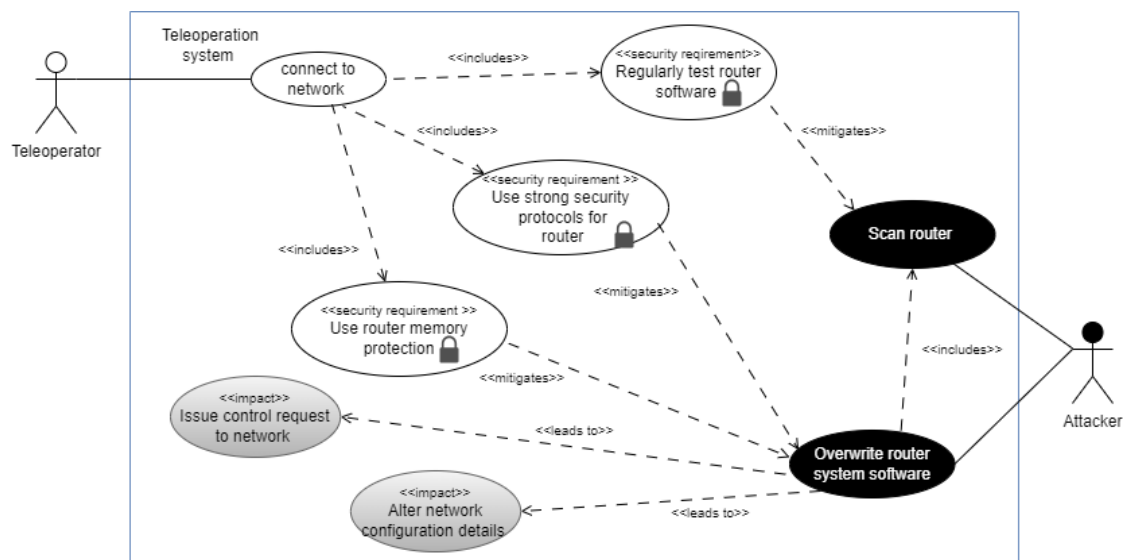 Teleoperation
system
<<security reqirement>>
Regularly test router
software
connect to
network
<<includes>>
Teleoperator
<<includes>>
<<mitigates>>
<<security requirement >>
Use strong security
protocols for
router
Scan router
<<includes>>
<<mitigates>>
<<security requirement >>
Use router memory
protection
<<includes>>
<<mitigates>>
<<impact>>
Issue control request
to network
<<leads to>>
Attacker
Overwrite router
system software
<<impact>>
Alter network
configuration details
<<leads to>>